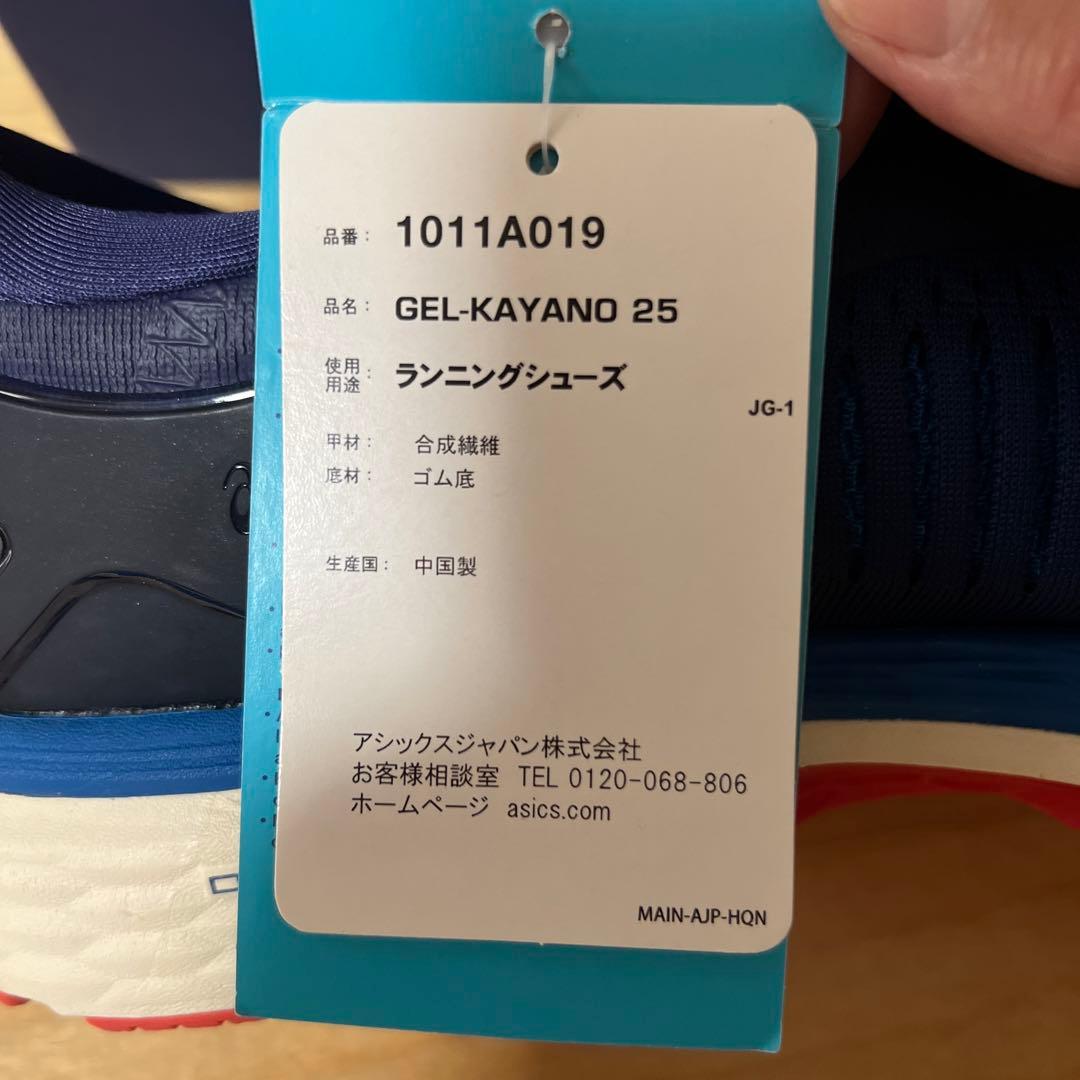 品番： 1011A019
品名： GEL-KAYANO 25
使用用途： ランニングシューズ
JG-1
甲材： 合成繊維
底材： ゴム底
生産国： 中国製
アシックスジャパン株式会社
お客様相談室 TEL 0120-068-806
ホームページ asics.com
MAIN-AJP-HQN